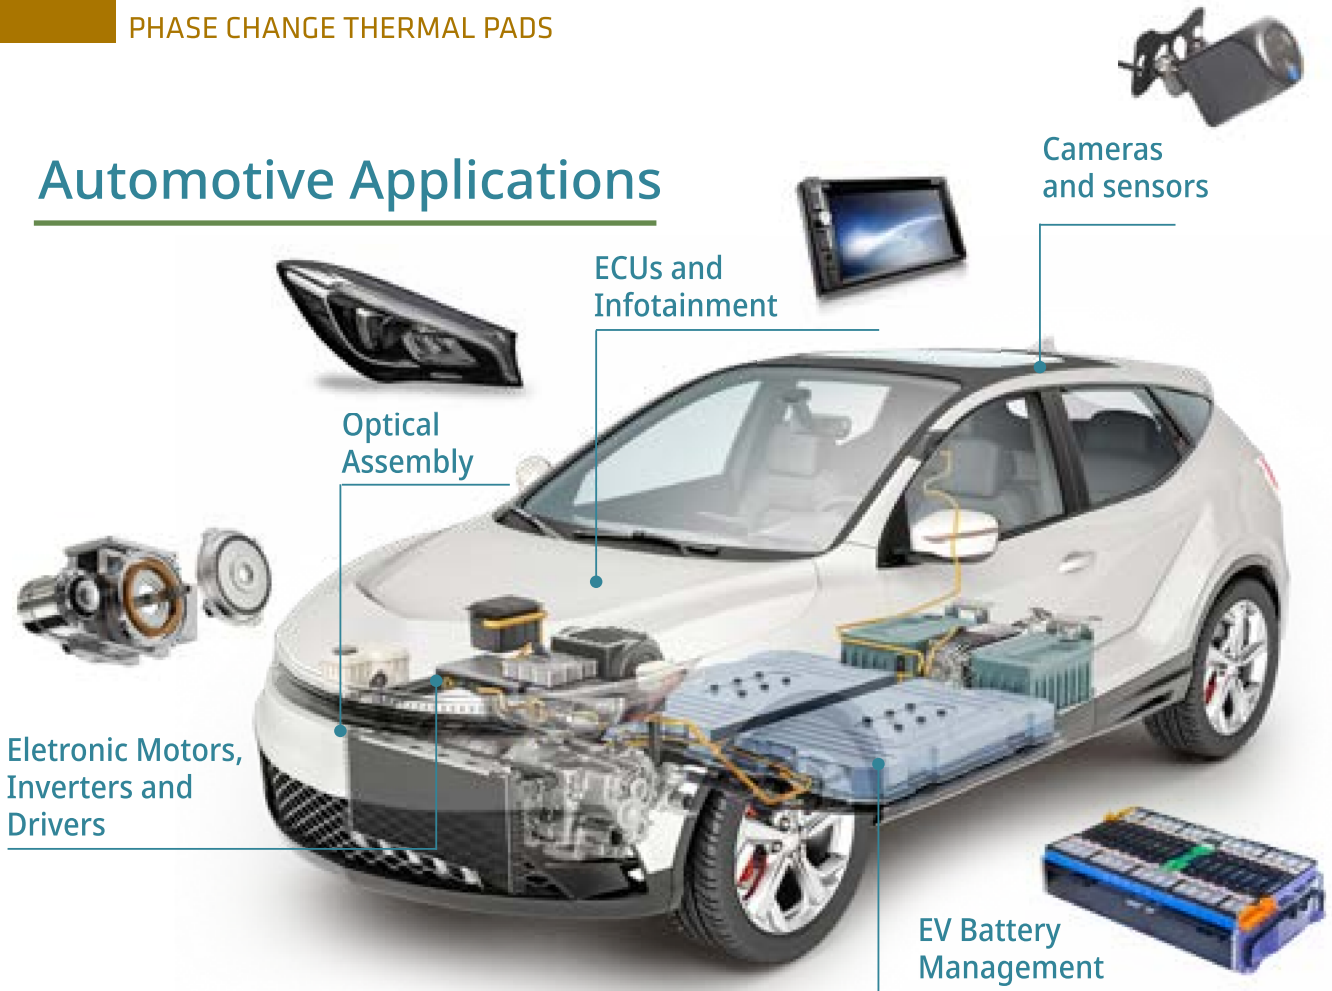 PHASE CHANGE THERMAL PADS
Automotive Applications
Cameras
and sensors
ECUs and
Infotainment
Optical
Assembly
Eletronic Motors,
Inverters and
Drivers
EV Battery
Management